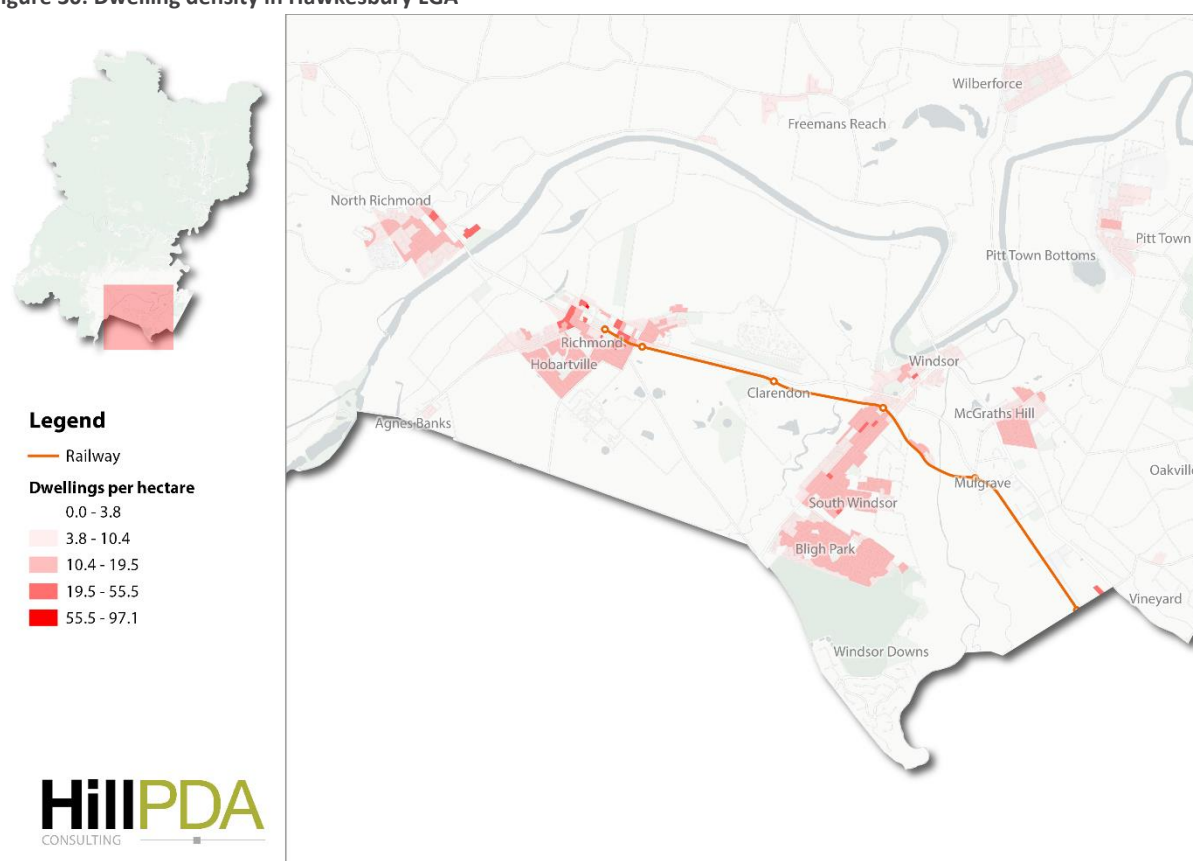 igure 30: Dwelling density in Hawkesbury LGA
Wilberforce
Freemans Reach
North Richmond
Pitt Town
Pitt Town Bottoms
Richmond
Hobartville
Windsor
Clarendon
McGraths Hill
Agnes Banks
Oakville
Mulgrave
South Windsor
Bligh Park
Vineyard
Windsor Downs
Legend
Railway
Dwellings per hectare
0.0 - 3.8
3.8 - 10.4
10.4 - 19.5
19.5 - 55.5
55.5 - 97.1
HillPDA
CONSULTING